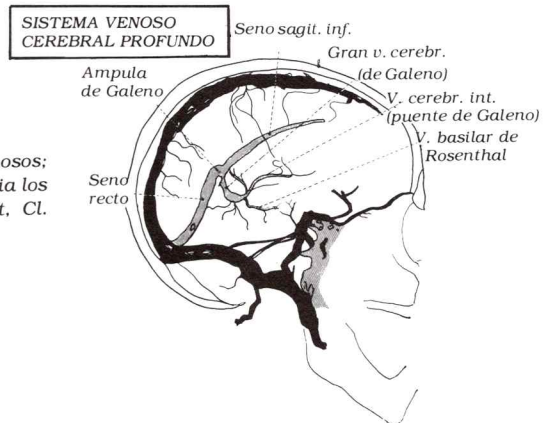 SISTEMA VENOSO
CEREBRAL PROFUNDO
Seno sagit. inf.
Gran v. cerebr.
(de Galeno)
Ampula
de Galeno
V. cerebr. int.
(puente de Galeno)
V. basilar de
Rosenthal
Seno
recto
osos;
ia los
t, Cl.